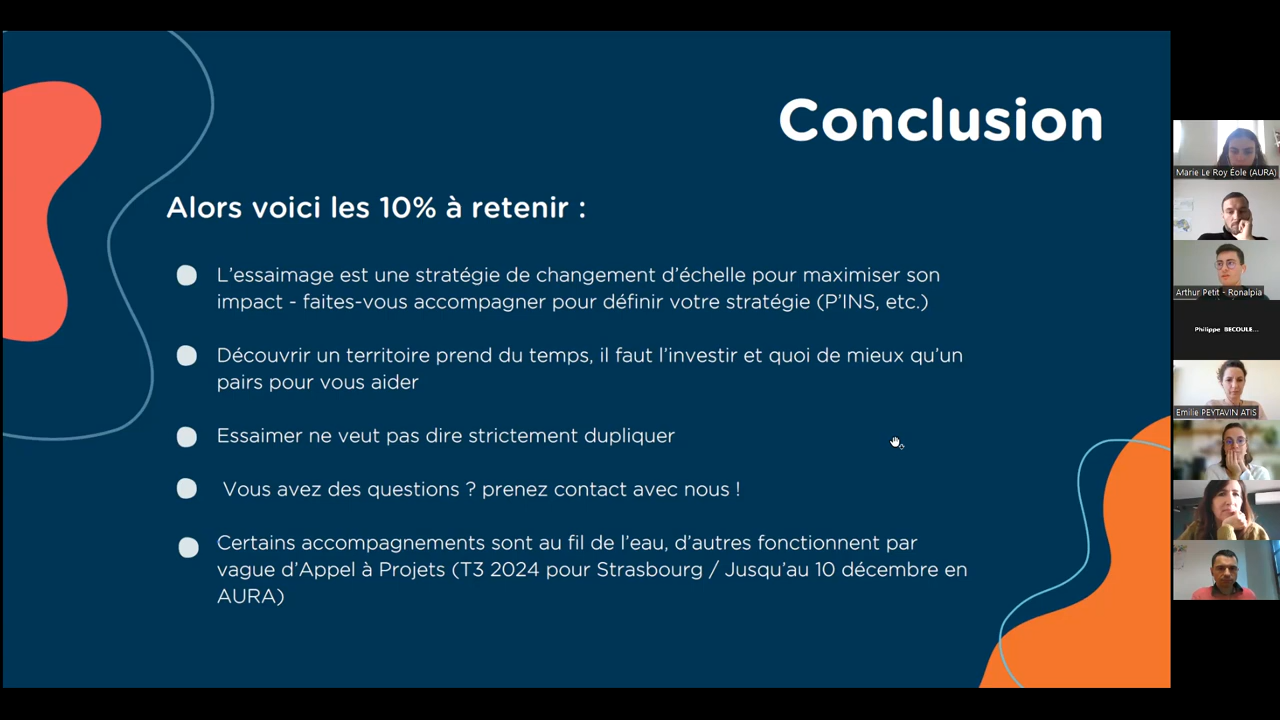 Conclusion
Alors voici les 10% à retenir :
L'essaimage est une stratégie de changement d'échelle pour maximiser son
impact - faites-vous accompagner pour définir votre stratégie (P'INS, etc.)
Découvrir un territoire prend du temps, il faut l'investir et quoi de mieux qu'un
pairs pour vous aider
Essaimer ne veut pas dire strictement dupliquer
Vous avez des questions ? prenez contact avec nous !
Certains accompagnements sont au fil de l'eau, d'autres fonctionnent par
vague d'Appel à Projets (T3 2024 pour Strasbourg / Jusqu'au 10 décembre en
AURA)
Marie Le Roy Éole (AURA)
Arthur Petit - Ronalpia
Philippe BECOULE...
Emilie PEYTAVIN ATIS